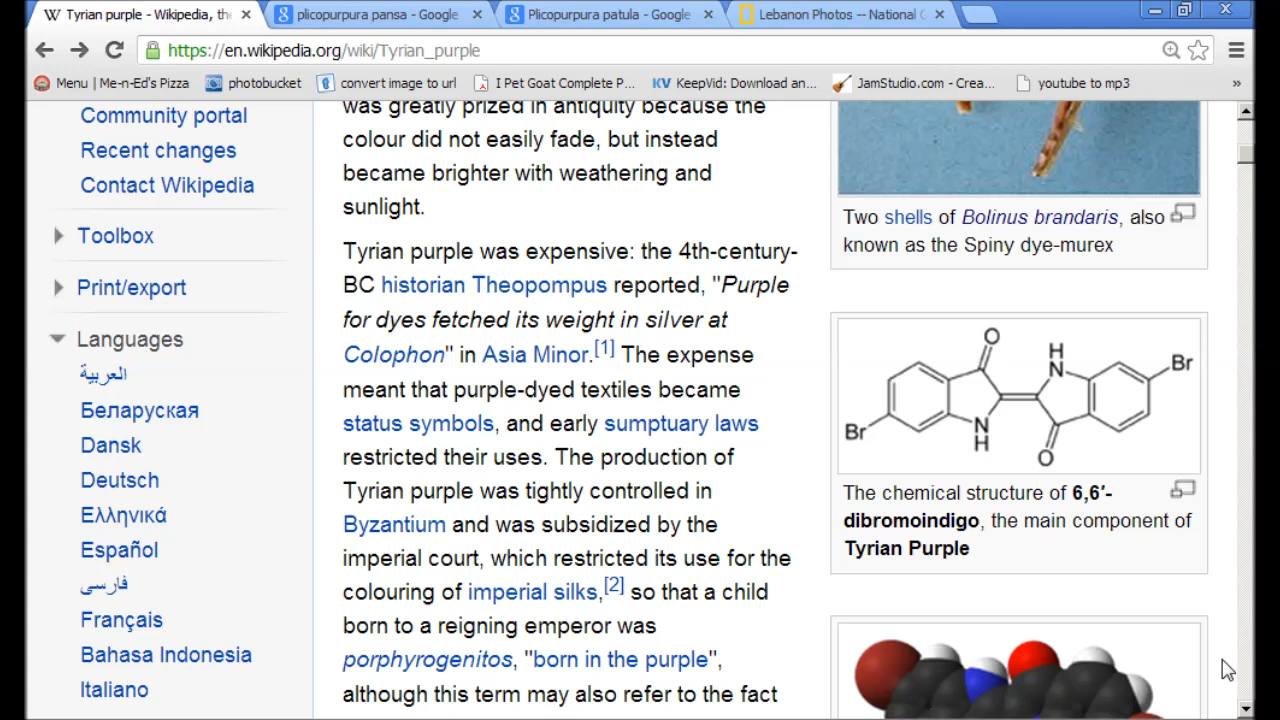 Tyrian purple - Wikipedia, the
plicopurpura pansa - Google
Plicopurpura patula - Google
Lebanon Photos -- National G
https://en.wikipedia.org/wiki/Tyrian_purple
Menu | Me-n-Ed's Pizza
photobucket
convert image to url
I Pet Goat Complete P...
KV KeepVid: Download an...
JamStudio.com - Crea...
youtube to mp3
»
Community portal
Recent changes
Contact Wikipedia
Toolbox
Print/export
Languages
العربية
Беларуская
Dansk
Deutsch
Ελληνικά
Español
فارسی
Français
Bahasa Indonesia
Italiano
was greatly prized in antiquity because the
colour did not easily fade, but instead
became brighter with weathering and
sunlight.
Tyrian purple was expensive: the 4th-century-
BC historian Theopompus reported, "Purple
for dyes fetched its weight in silver at
Colophon" in Asia Minor.[1] The expense
meant that purple-dyed textiles became
status symbols, and early sumptuary laws
restricted their uses. The production of
Tyrian purple was tightly controlled in
Byzantium and was subsidized by the
imperial court, which restricted its use for the
colouring of imperial silks,[2] so that a child
born to a reigning emperor was
porphyrogenitos, "born in the purple",
although this term may also refer to the fact
Two shells of Bolinus brandaris, also
known as the Spiny dye-murex
O
H
N
Br
Br
N
H
O
The chemical structure of 6,6′-
dibromoindigo, the main component of
Tyrian Purple